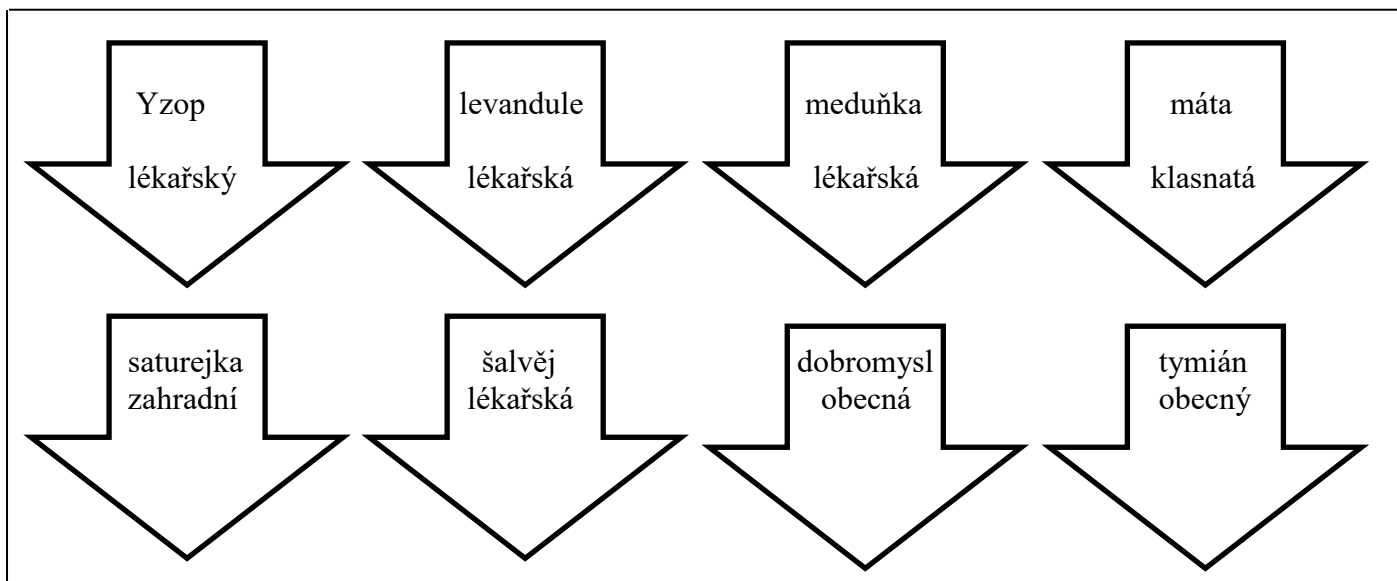 Yzop
lékařský
levandule
lékařská
meduňka
lékařská
máta
klasnatá
saturejka
zahradní
šalvěj
lékařská
dobromysl
obecná
tymián
obecný